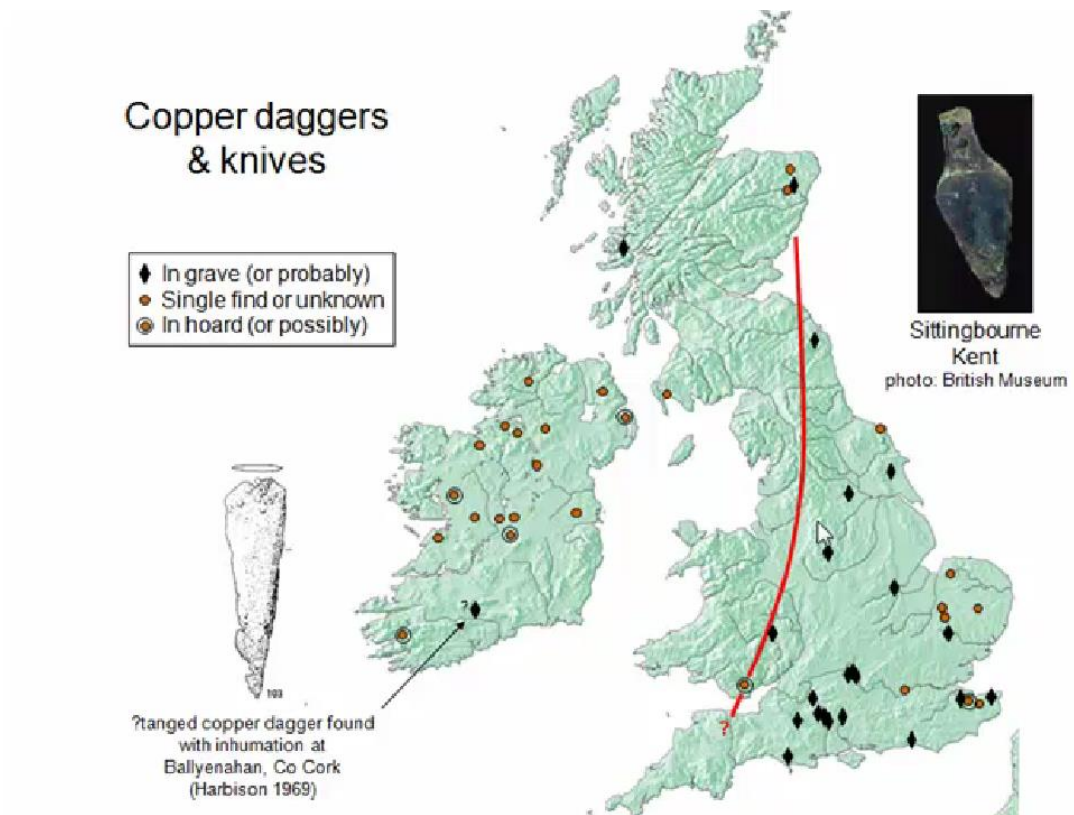 Copper daggers
& knives
In grave (or probably)
Single find or unknown
In hoard (or possibly)
Sittingbourne
Kent
photo: British Museum
193
?
?
?tanged copper dagger found
with inhumation at
Ballyenahan, Co Cork
(Harbison 1969)